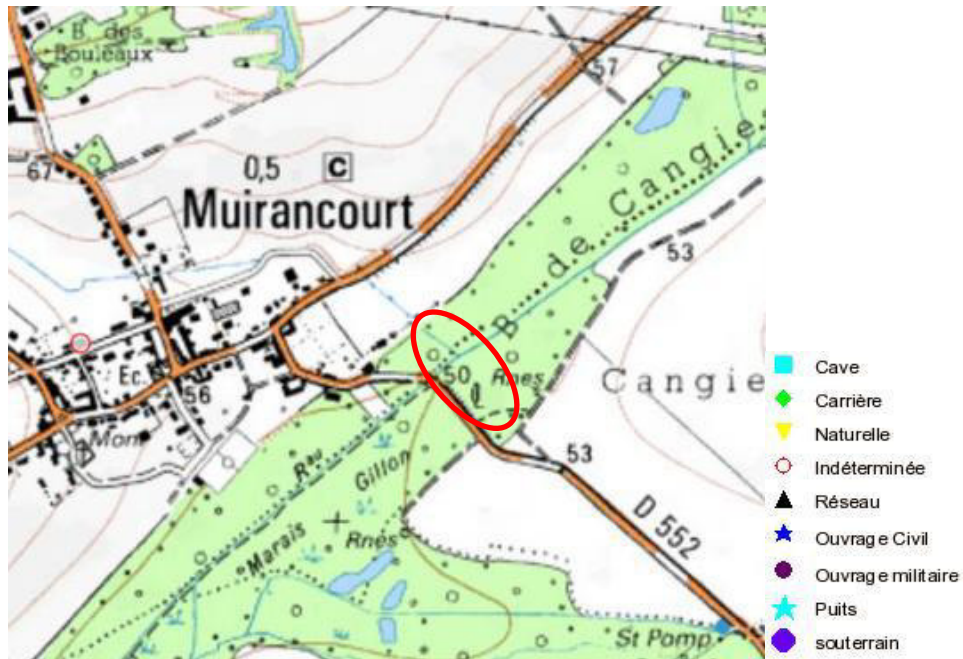 B. des
Bouleaux
57
67
0,5 C
Muirancourt
B. de Cangie
53
Ec.
56
50
Rnes
Cangie
Mon.
53
Rau
Gillon
Marais
Rnes
D 552
St Pomp
Cave
Carrière
Naturelle
Indéterminée
Réseau
Ouvrage Civil
Ouvrage militaire
Puits
souterrain